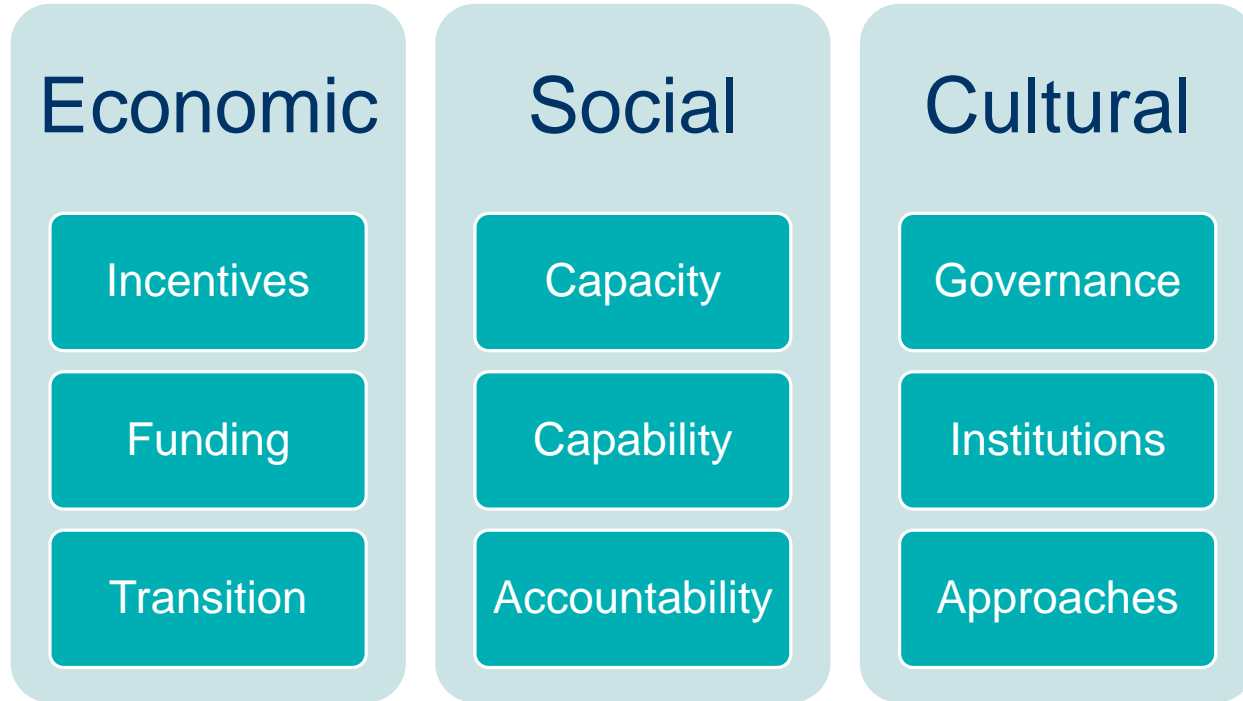 Economic
Incentives
Funding
Transition
Social
Capacity
Capability
Accountability
Cultural
Governance
Institutions
Approaches